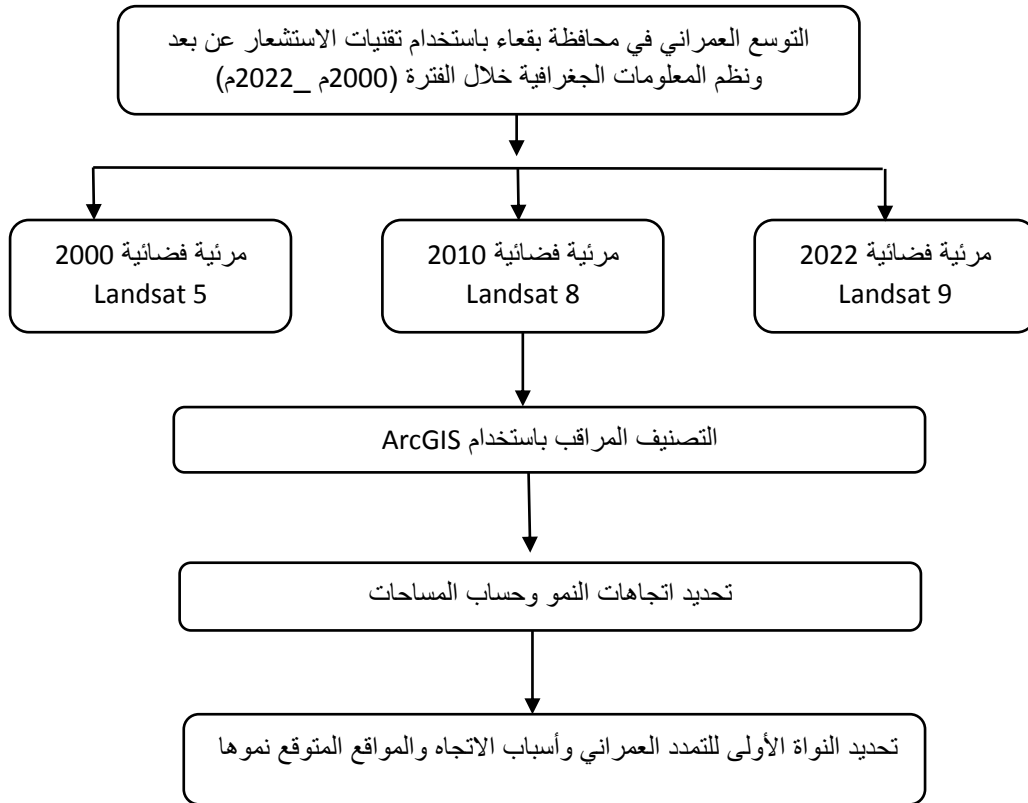 التوسع العمراني في محافظة بقعاء باستخدام تقنيات الاستشعار عن بعد
ونظم المعلومات الجغرافية خلال الفترة (2000م _2022م)
مرئية فضائية 2022
Landsat 9
مرئية فضائية 2010
Landsat 8
مرئية فضائية 2000
Landsat 5
التصنيف المراقب باستخدام ArcGIS
تحديد اتجاهات النمو وحساب المساحات
تحديد النواة الأولى للتمدد العمراني وأسباب الاتجاه والمواقع المتوقع نموها